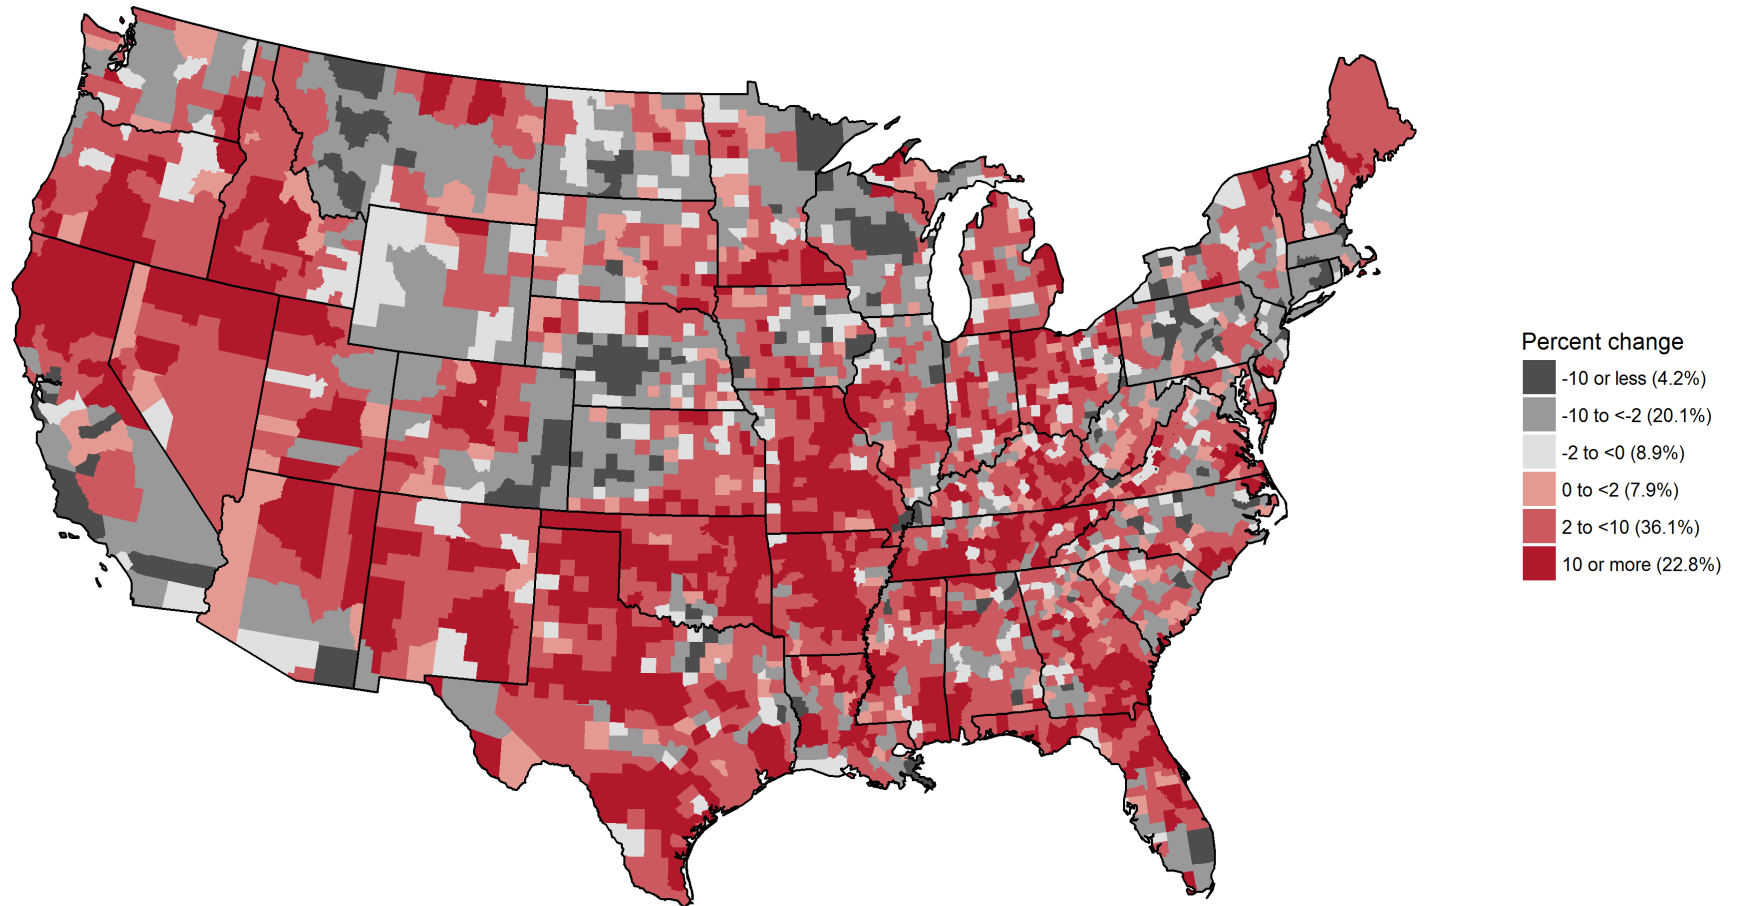 Percent change
-10 or less (4.2%)
-10 to <-2 (20.1%)
-2 to <0 (8.9%)
0 to <2 (7.9%)
2 to <10 (36.1%)
10 or more (22.8%)